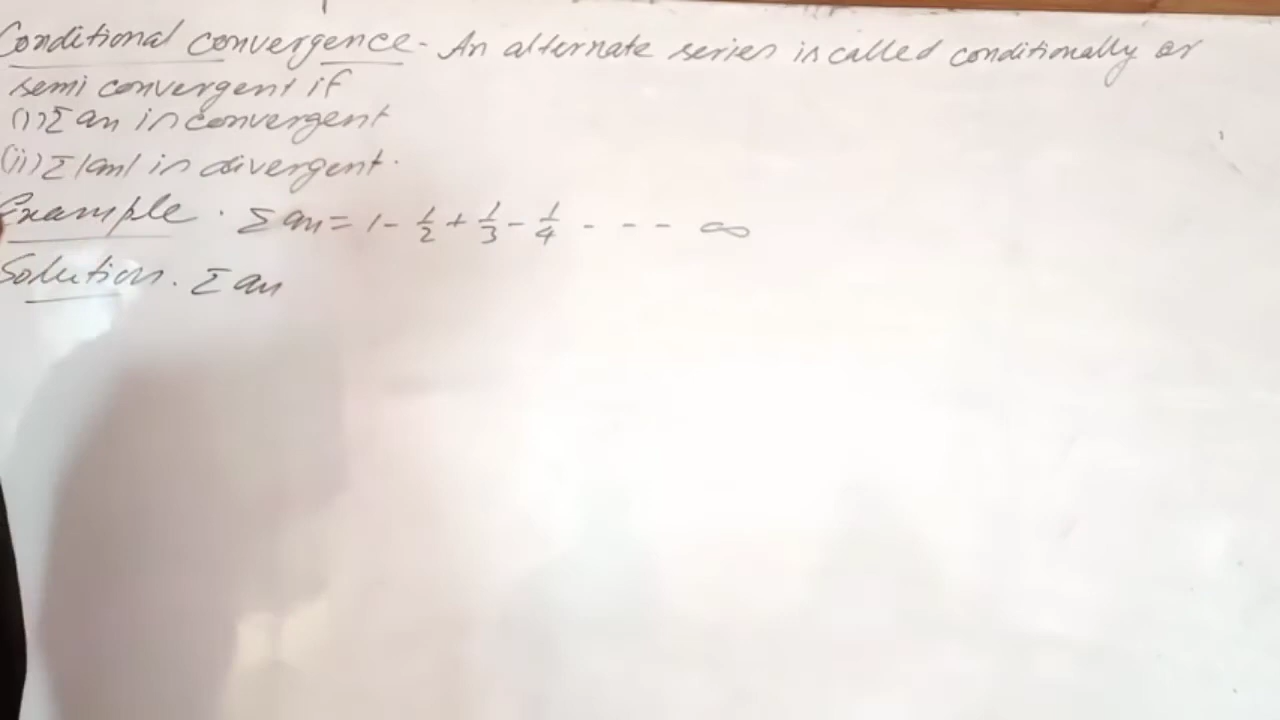 Conditional convergence - An alternate series is called conditionally or
semi convergent if
(i) Σ an is convergent
(ii) Σ |an| is divergent.
Example. Σ an = 1 - 1/2 + 1/3 - 1/4 - - - - ∞
Solution. Σ an